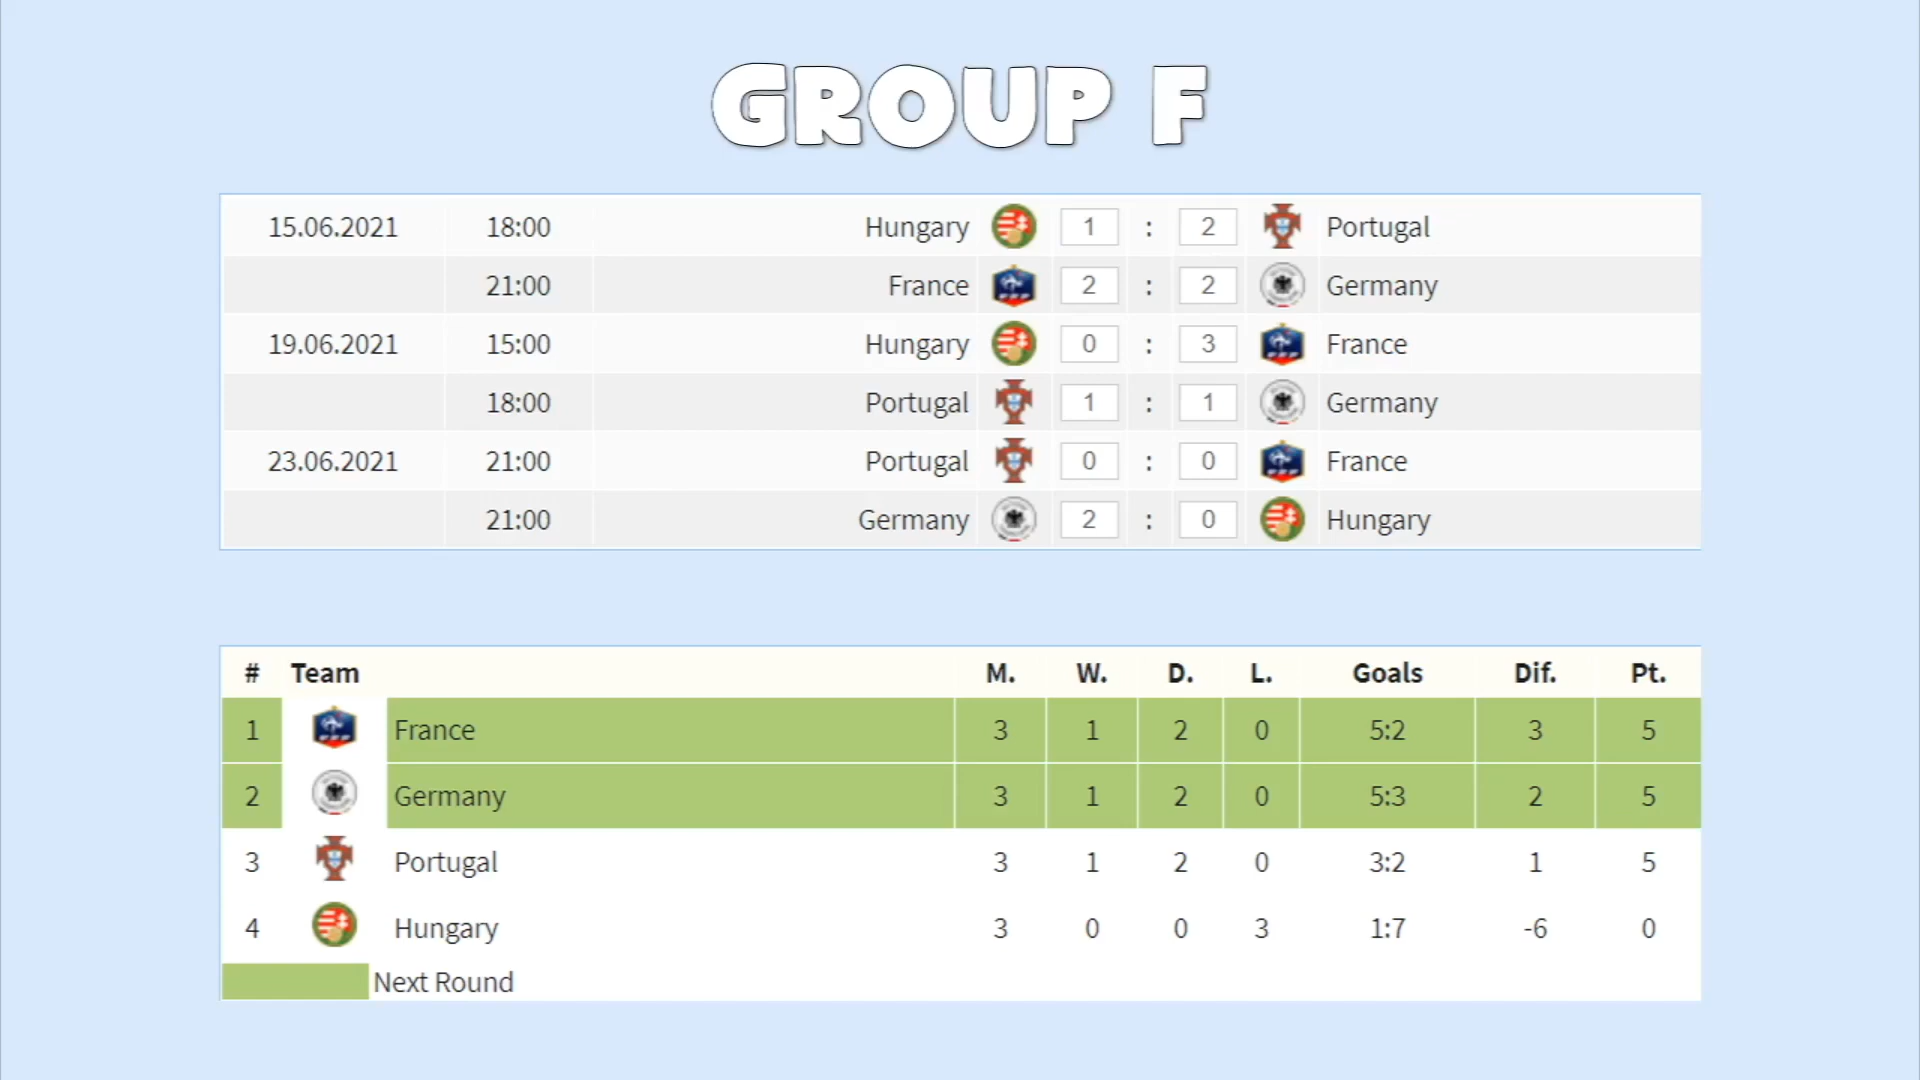 GROUP F
15.06.2021 18:00 Hungary 1 : 2 Portugal
21:00 France 2 : 2 Germany
19.06.2021 15:00 Hungary 0 : 3 France
18:00 Portugal 1 : 1 Germany
23.06.2021 21:00 Portugal 0 : 0 France
21:00 Germany 2 : 0 Hungary
# Team M. W. D. L. Goals Dif. Pt.
1 France 3 1 2 0 5:2 3 5
2 Germany 3 1 2 0 5:3 2 5
3 Portugal 3 1 2 0 3:2 1 5
4 Hungary 3 0 0 3 1:7 -6 0
Next Round